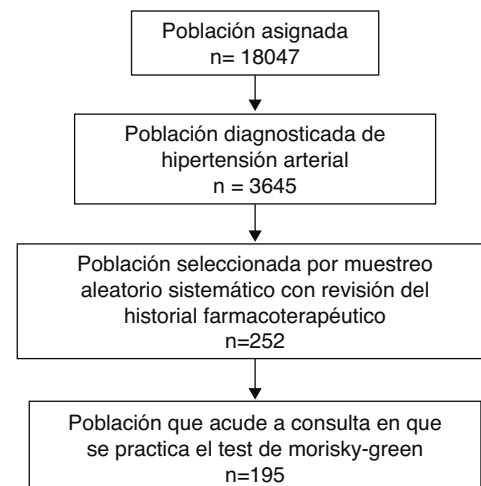 Población asignada
n= 18047
Población diagnosticada de
hipertensión arterial
n = 3645
Población seleccionada por muestreo
aleatorio sistemático con revisión del
historial farmacoterapéutico
n=252
Población que acude a consulta en que
se practica el test de morisky-green
n=195